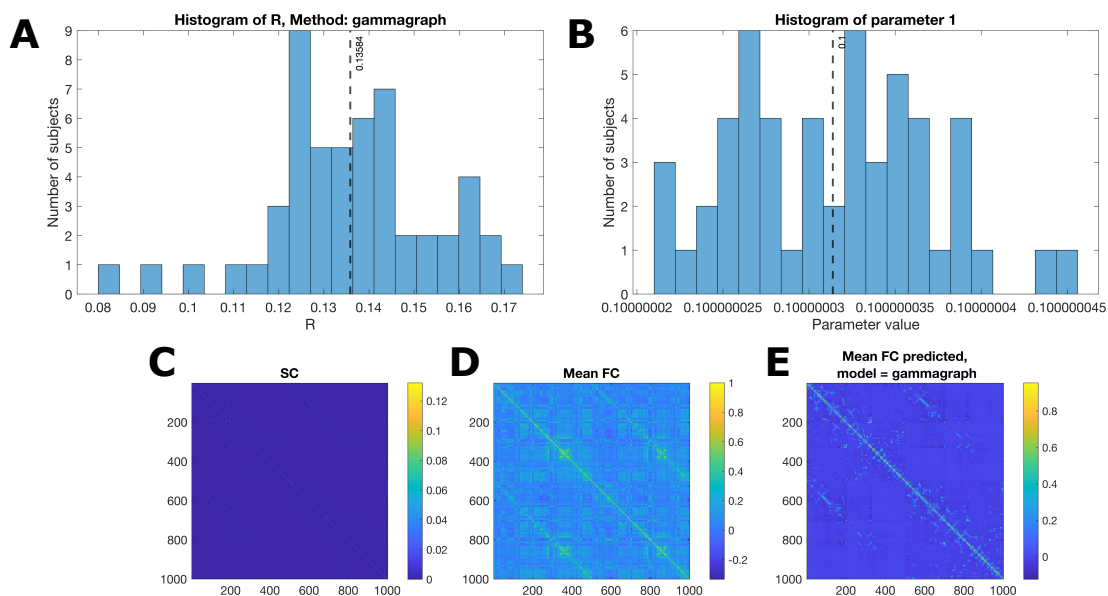 A
Histogram of R, Method: gammagraph
Number of subjects
9
8
7
6
5
4
3
2
1
0
0.13584
0.08 0.09 0.1 0.11 0.12 0.13 0.14 0.15 0.16 0.17
R
B
Histogram of parameter 1
Number of subjects
6
5
4
3
2
1
0
0.1
0.100000002 0.1000000025 0.100000003 0.1000000035 0.100000004 0.1000000045
Parameter value
C
SC
200
400
600
800
1000
200 400 600 800 1000
0.12
0.1
0.08
0.06
0.04
0.02
0
D
Mean FC
200
400
600
800
1000
200 400 600 800 1000
1
0.8
0.6
0.4
0.2
0
-0.2
E
Mean FC predicted,
model = gammagraph
200
400
600
800
1000
200 400 600 800 1000
0.8
0.6
0.4
0.2
0